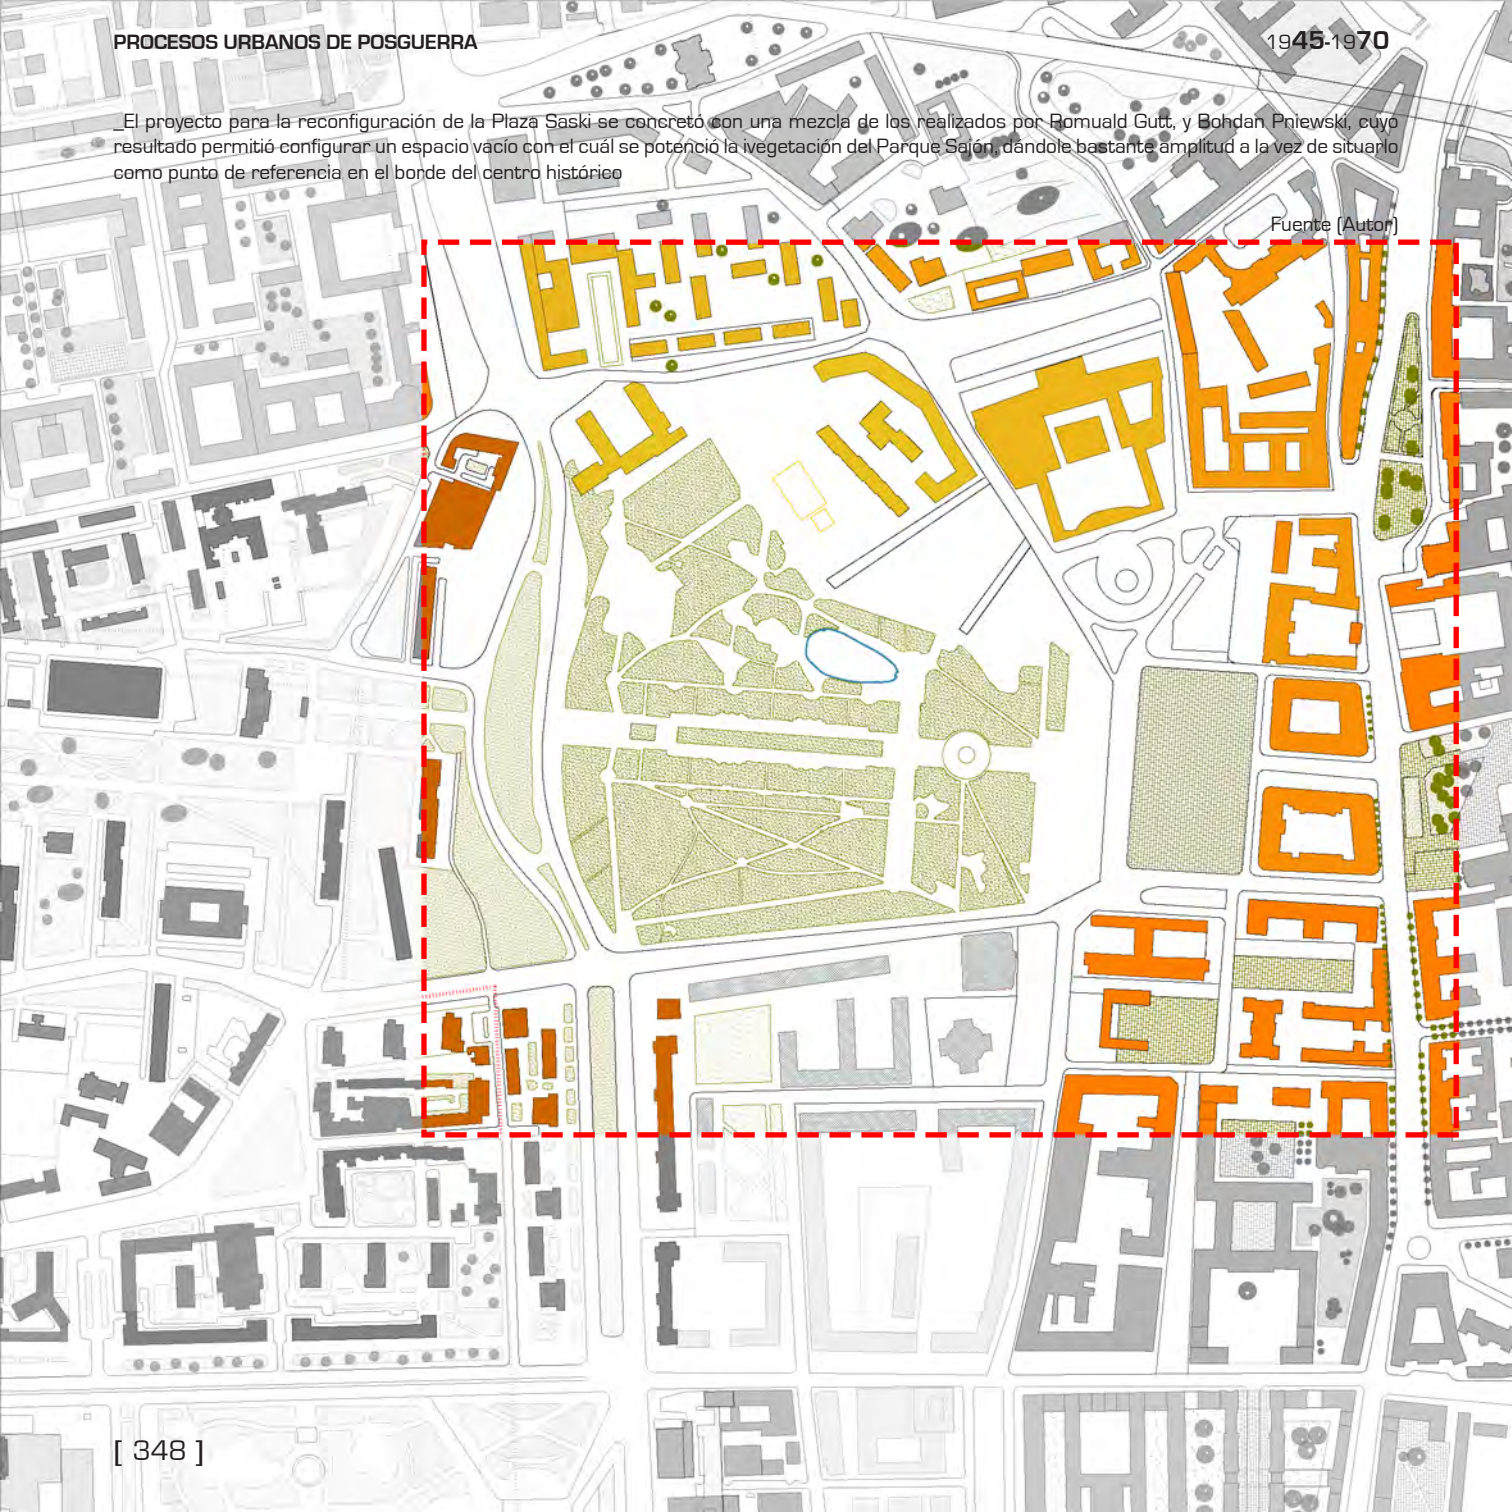 PROCESOS URBANOS DE POSGUERRA
1945-1970
_El proyecto para la reconfiguración de la Plaza Saski se concretó con una mezcla de los realizados por Romuald Gutt, y Bohdan Pniewski, cuyo
resultado permitió configurar un espacio vacío con el cuál se potenció la ivegetación del Parque Sajón, dándole bastante amplitud a la vez de situarlo
como punto de referencia en el borde del centro histórico
Fuente (Autor)
[ 348 ]